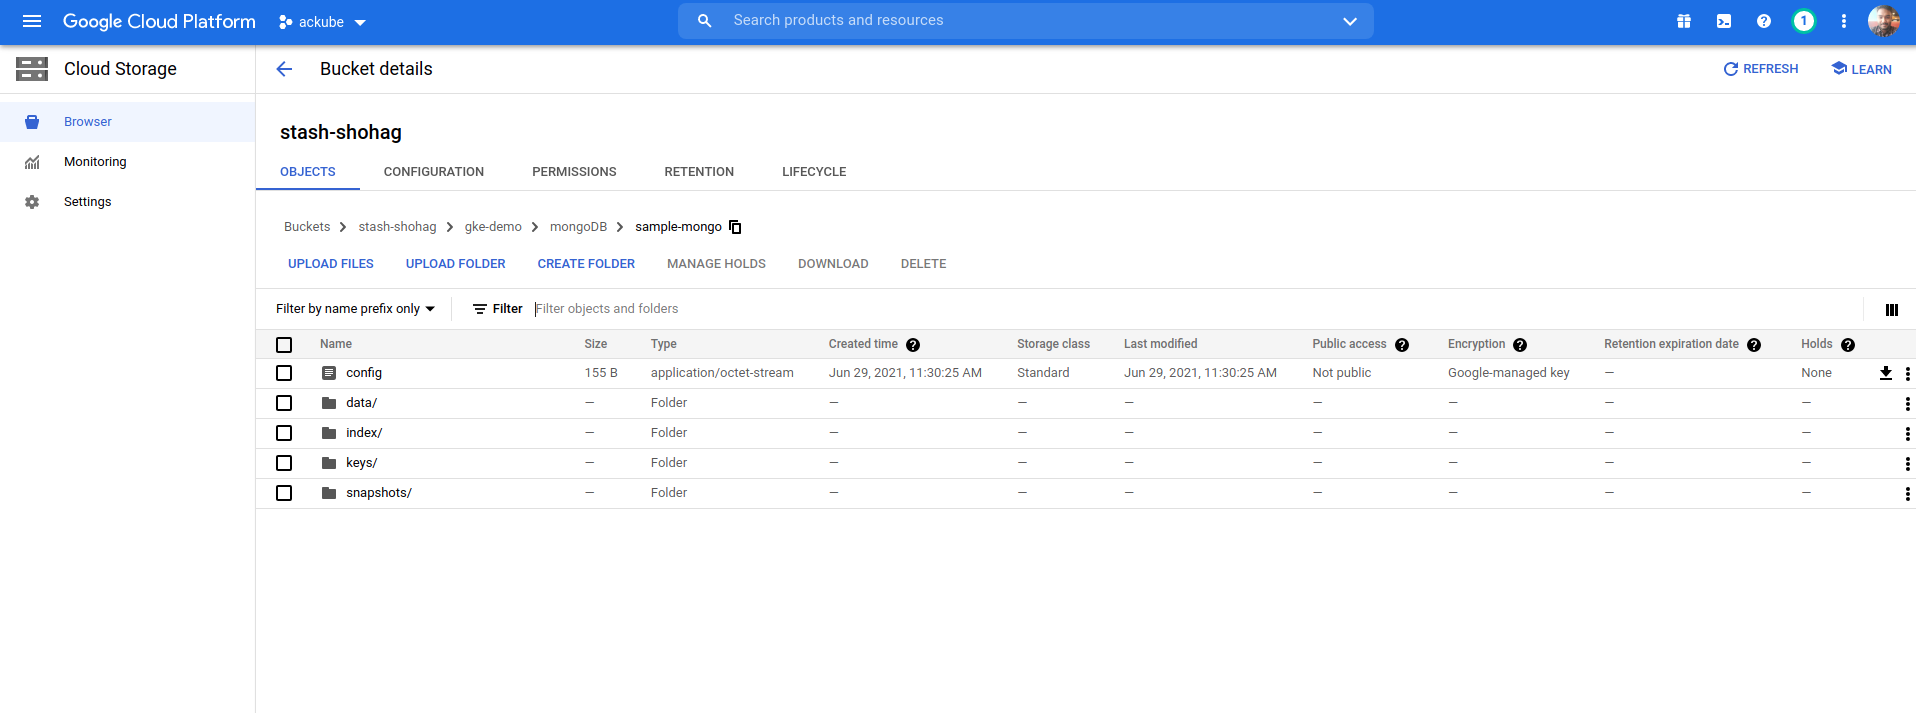 Google Cloud Platform ackube Search products and resources 1
Cloud Storage Bucket details REFRESH LEARN
Browser
Monitoring
Settings
stash-shohag
OBJECTS CONFIGURATION PERMISSIONS RETENTION LIFECYCLE
Buckets > stash-shohag > gke-demo > mongoDB > sample-mongo
UPLOAD FILES UPLOAD FOLDER CREATE FOLDER MANAGE HOLDS DOWNLOAD DELETE
Filter by name prefix only Filter Filter objects and folders
Name Size Type Created time Storage class Last modified Public access Encryption Retention expiration date Holds
config 155 B application/octet-stream Jun 29, 2021, 11:30:25 AM Standard Jun 29, 2021, 11:30:25 AM Not public Google-managed key — None
data/ — Folder — — — — — — —
index/ — Folder — — — — — — —
keys/ — Folder — — — — — — —
snapshots/ — Folder — — — — — — —